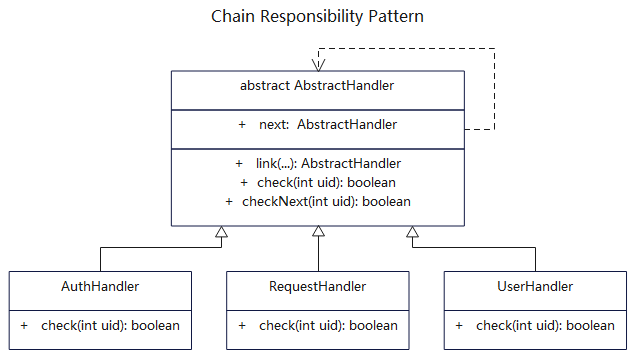 Chain Responsibility Pattern
abstract AbstractHandler
+ next: AbstractHandler
+ link(...): AbstractHandler
+ check(int uid): boolean
+ checkNext(int uid): boolean
AuthHandler
+ check(int uid): boolean
RequestHandler
+ check(int uid): boolean
UserHandler
+ check(int uid): boolean